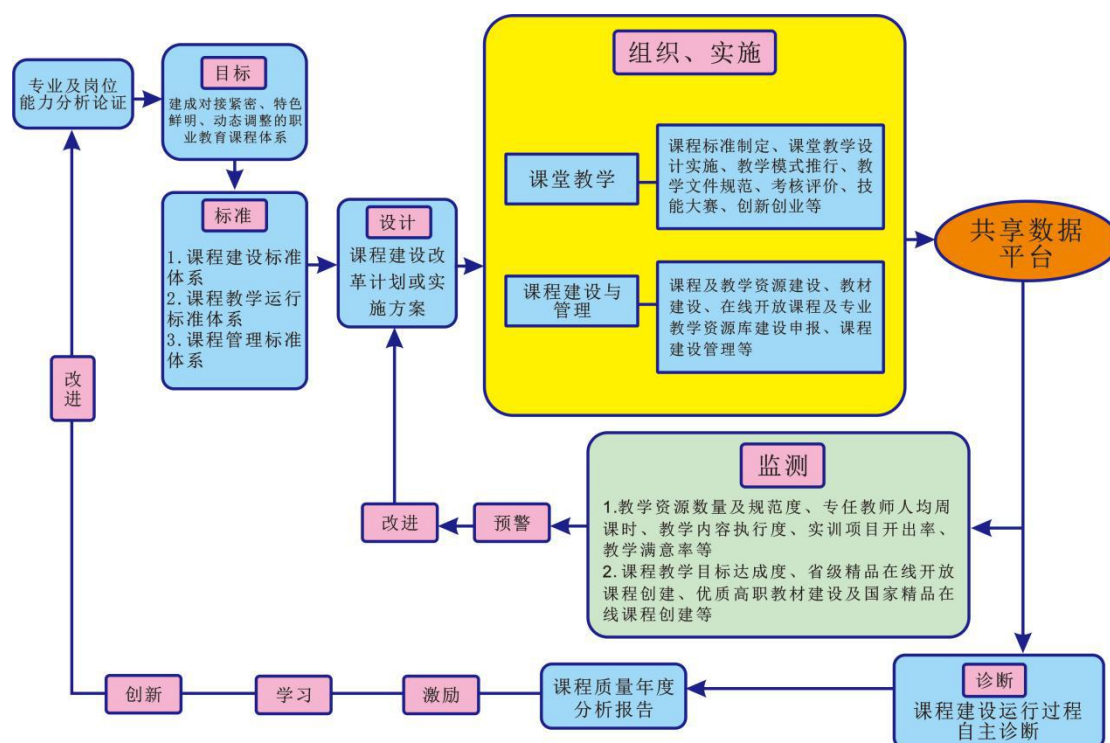 专业及岗位
能力分析论证
目标
建成对接紧密、特色
鲜明、动态调整的职
业教育课程体系
标准
1.课程建设标准
体系
2.课程教学运行
标准体系
3.课程管理标准
体系
设计
课程建设改
革计划或实
施方案
组织、实施
课堂教学
课程标准制定、课堂教学设
计实施、教学模式推行、教
学文件规范、考核评价、技
能大赛、创新创业等
课程建设与
管理
课程及教学资源建设、教材
建设、在线开放课程及专业
教学资源库建设申报、课程
建设管理等
共享数据
平台
监测
1.教学资源数量及规范度、专任教师人均周
课时、教学内容执行度、实训项目开出率、
教学满意率等
2.课程教学目标达成度、省级精品在线开放
课程创建、优质高职教材建设及国家精品在
线课程创建等
预警
改进
诊断
课程建设运行过程
自主诊断
课程质量年度
分析报告
激励
学习
创新
改
进